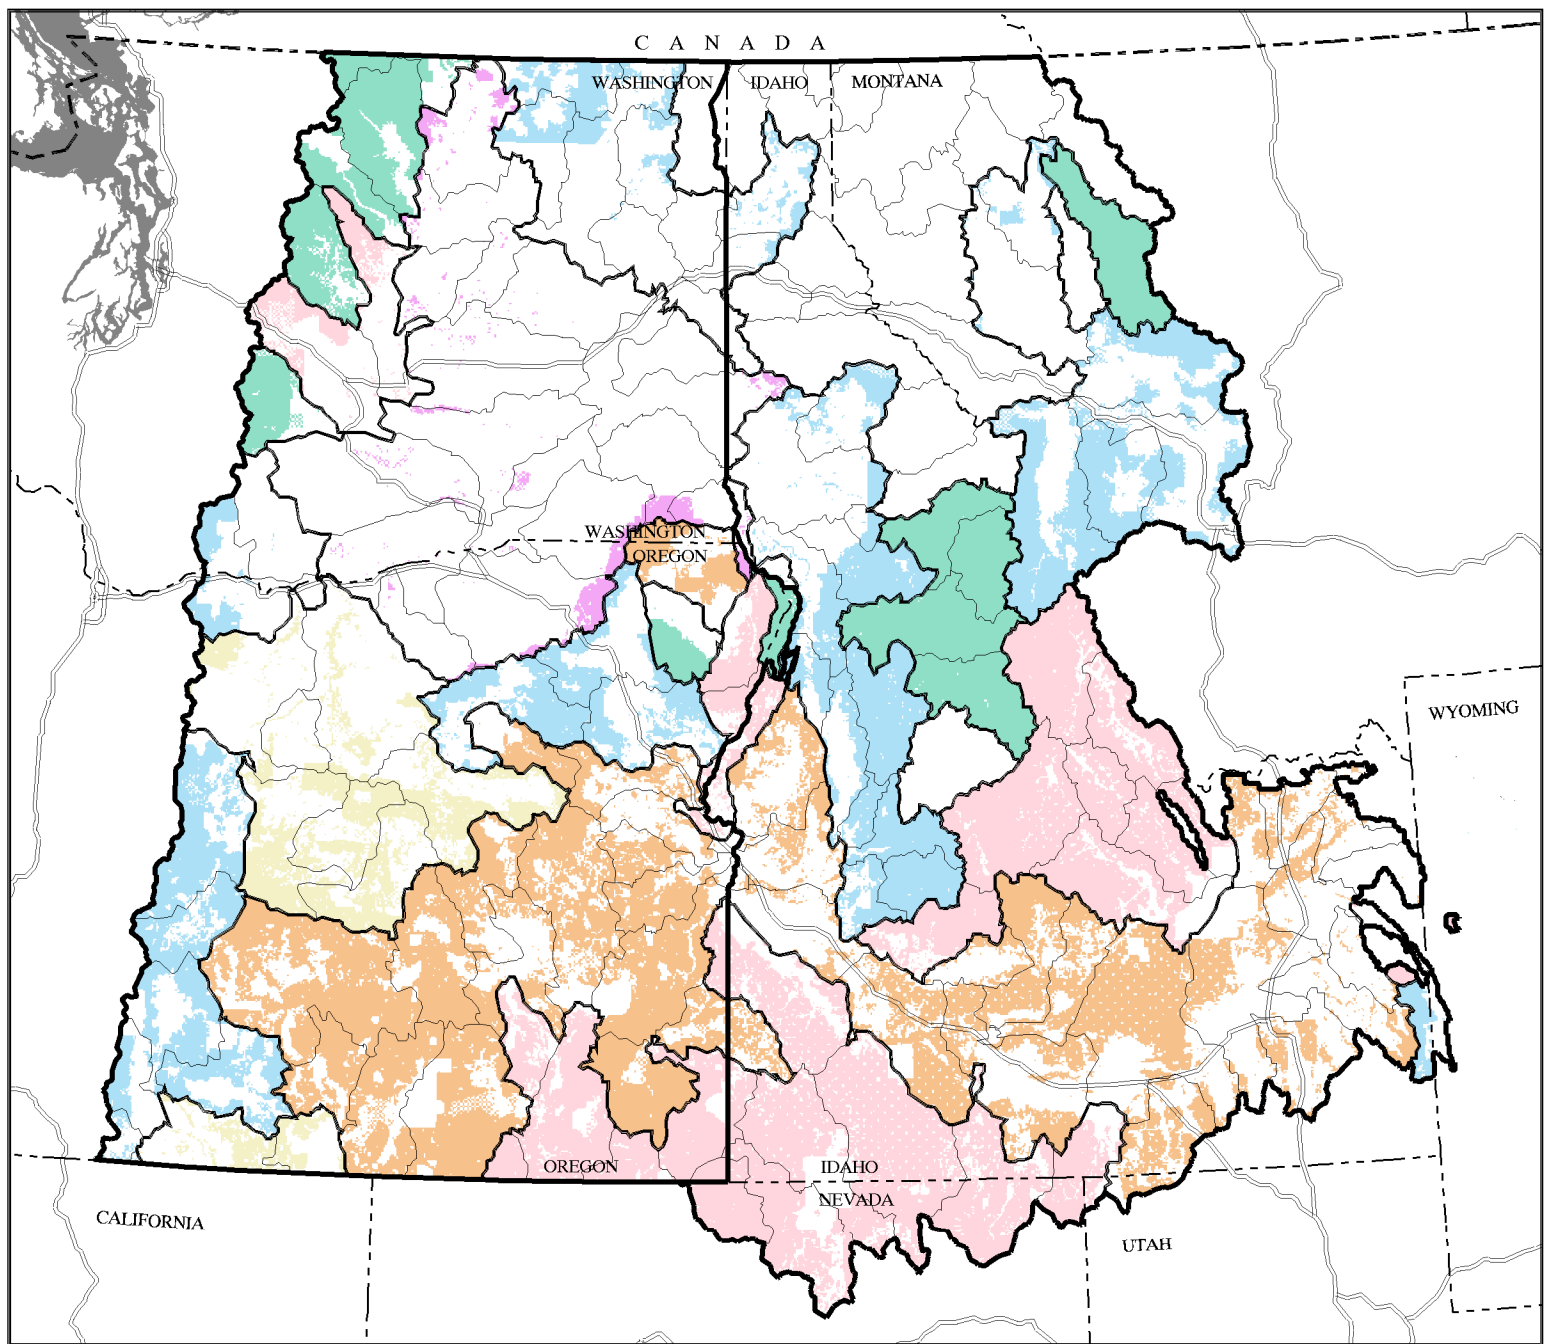 C A N A D A
WASHINGTON
IDAHO
MONTANA
WASHINGTON
OREGON
WYOMING
OREGON
IDAHO
NEVADA
CALIFORNIA
UTAH